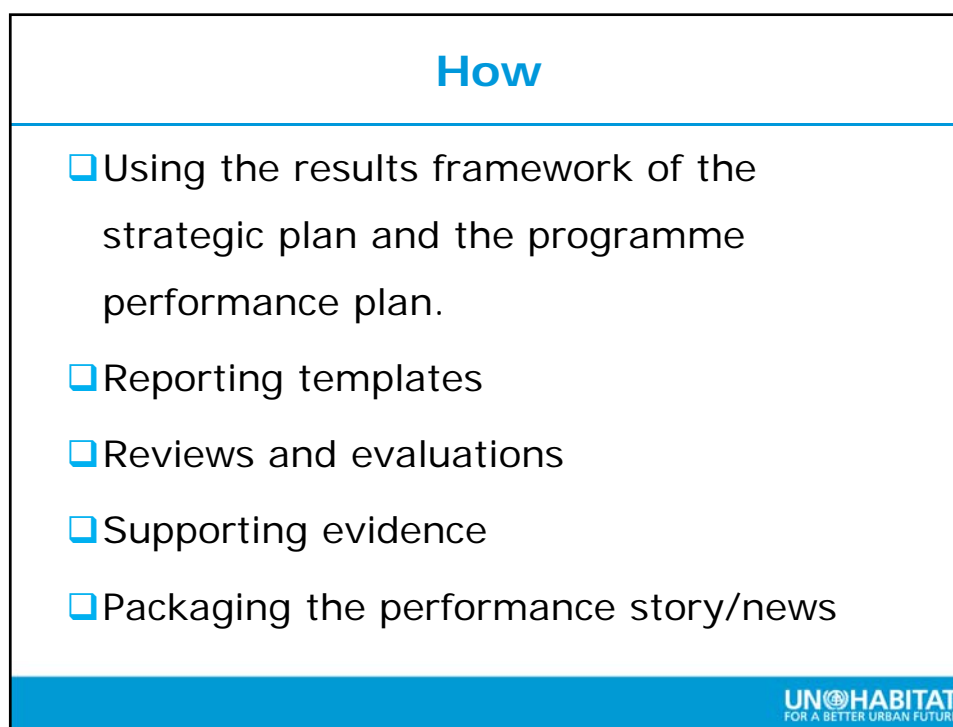 How
❑Using the results framework of the
strategic plan and the programme
performance plan.
❑Reporting templates
❑Reviews and evaluations
❑Supporting evidence
❑Packaging the performance story/news
UN HABITAT
FOR A BETTER URBAN FUTURE